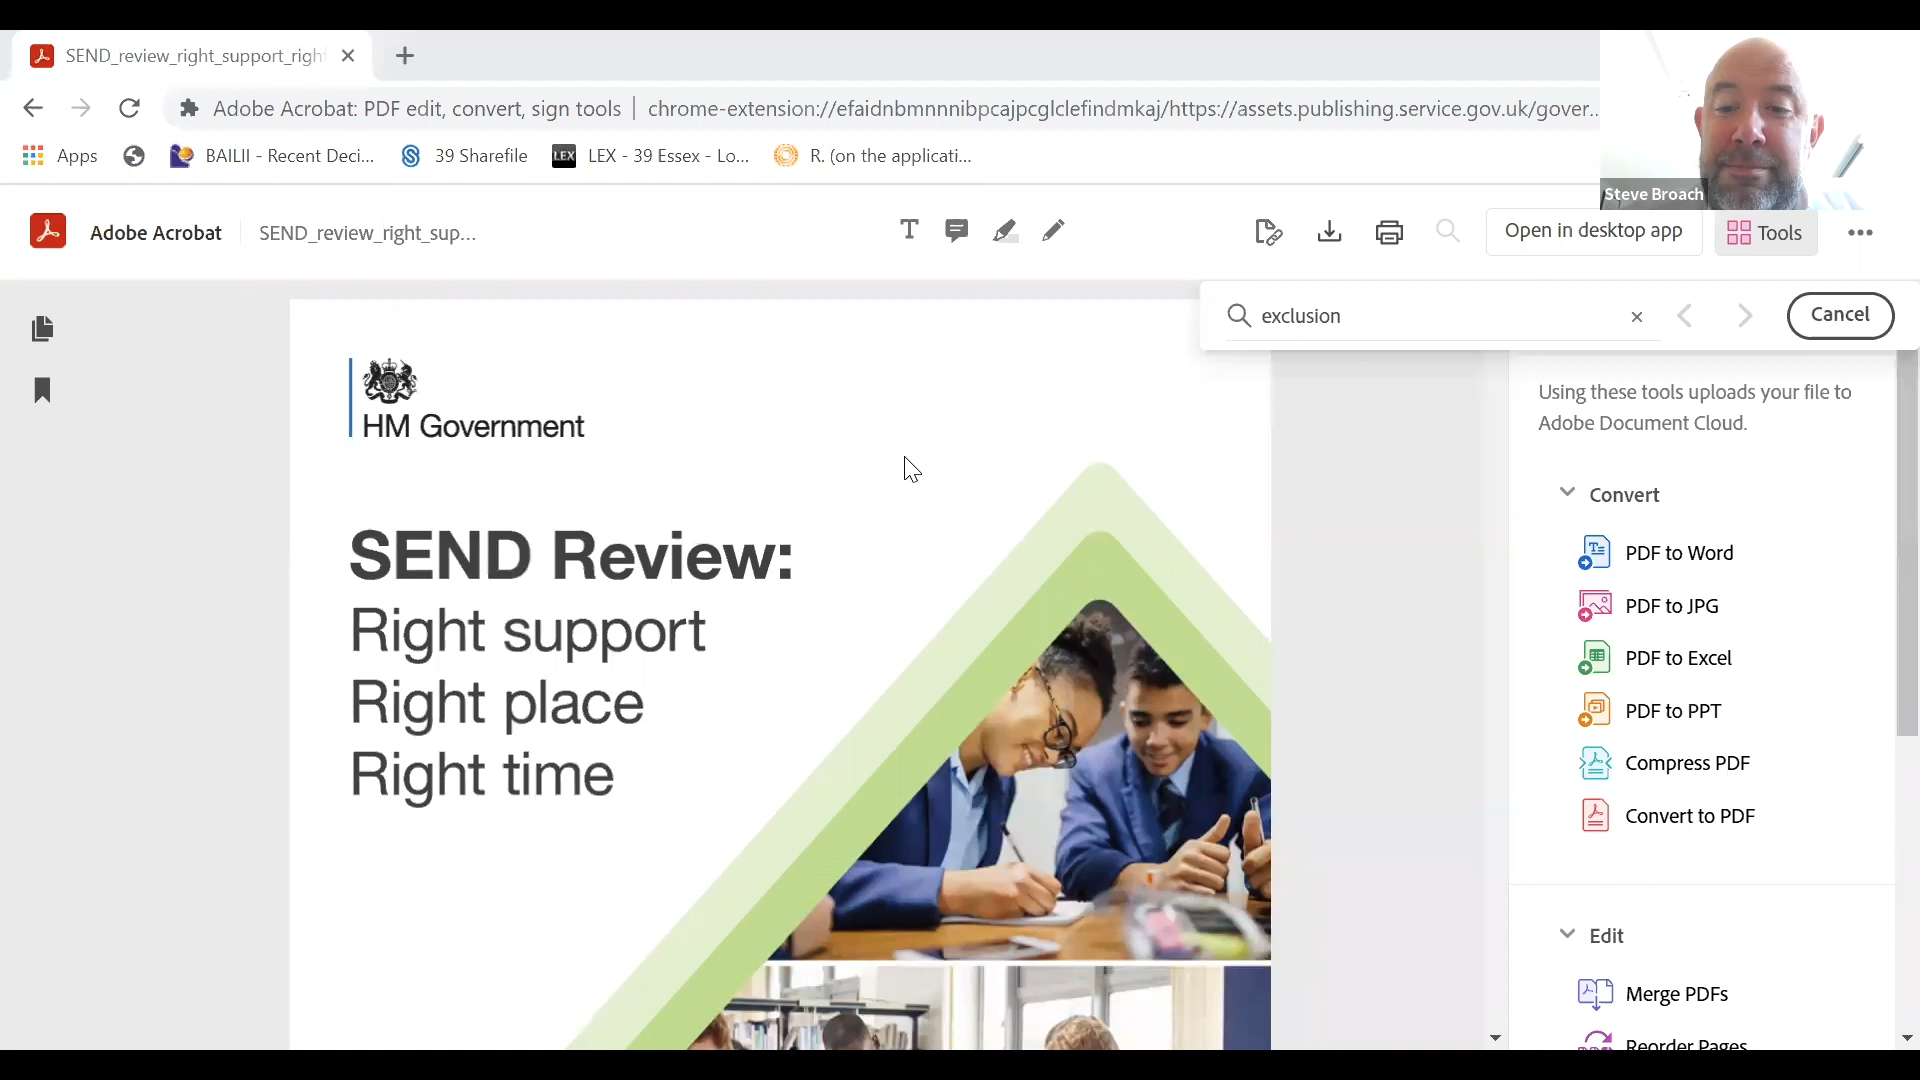 SEND_review_right_support_righ
Adobe Acrobat: PDF edit, convert, sign tools | chrome-extension://efaidnbmnnnibpcajpcglclefindmkaj/https://assets.publishing.service.gov.uk/gover...
Apps BAILII - Recent Deci... 39 Sharefile LEX LEX - 39 Essex - Lo... R. (on the applicati...
Steve Broach
Adobe Acrobat SEND_review_right_sup... T Open in desktop app Tools
exclusion Cancel
HM Government
SEND Review:
Right support
Right place
Right time
Using these tools uploads your file to
Adobe Document Cloud.
Convert
PDF to Word
PDF to JPG
PDF to Excel
PDF to PPT
Compress PDF
Convert to PDF
Edit
Merge PDFs
Reorder Pages